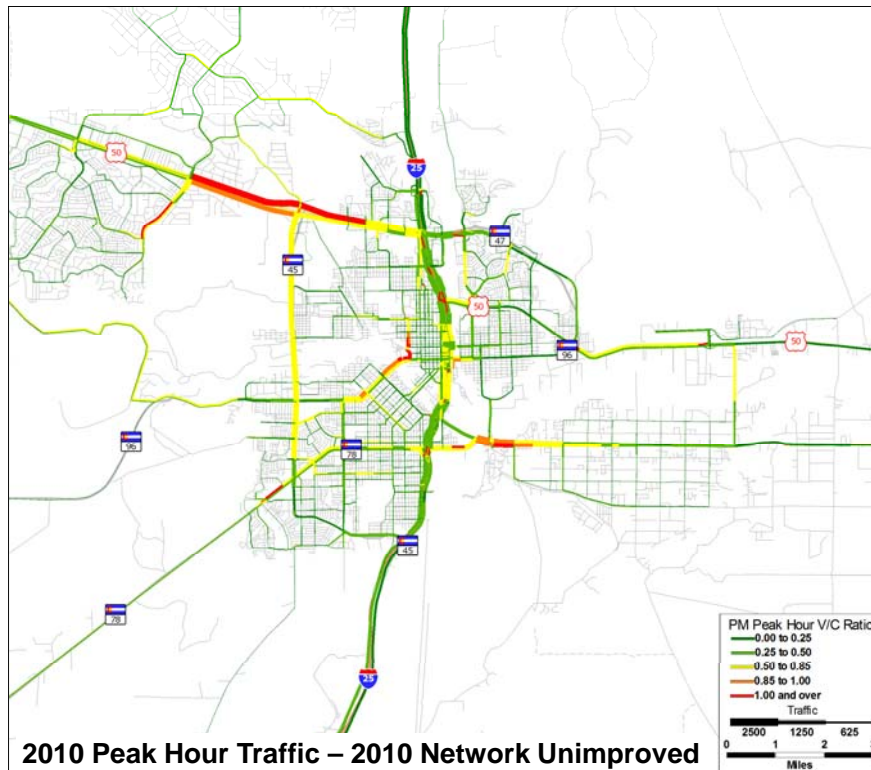 50
25
47
45
50
50
96
96
78
45
78
25
PM Peak Hour V/C Ratio
0.00 to 0.25
0.25 to 0.50
0.50 to 0.85
0.85 to 1.00
1.00 and over
Traffic
2500 1250 625
0 1 2 3
Miles
2010 Peak Hour Traffic – 2010 Network Unimproved